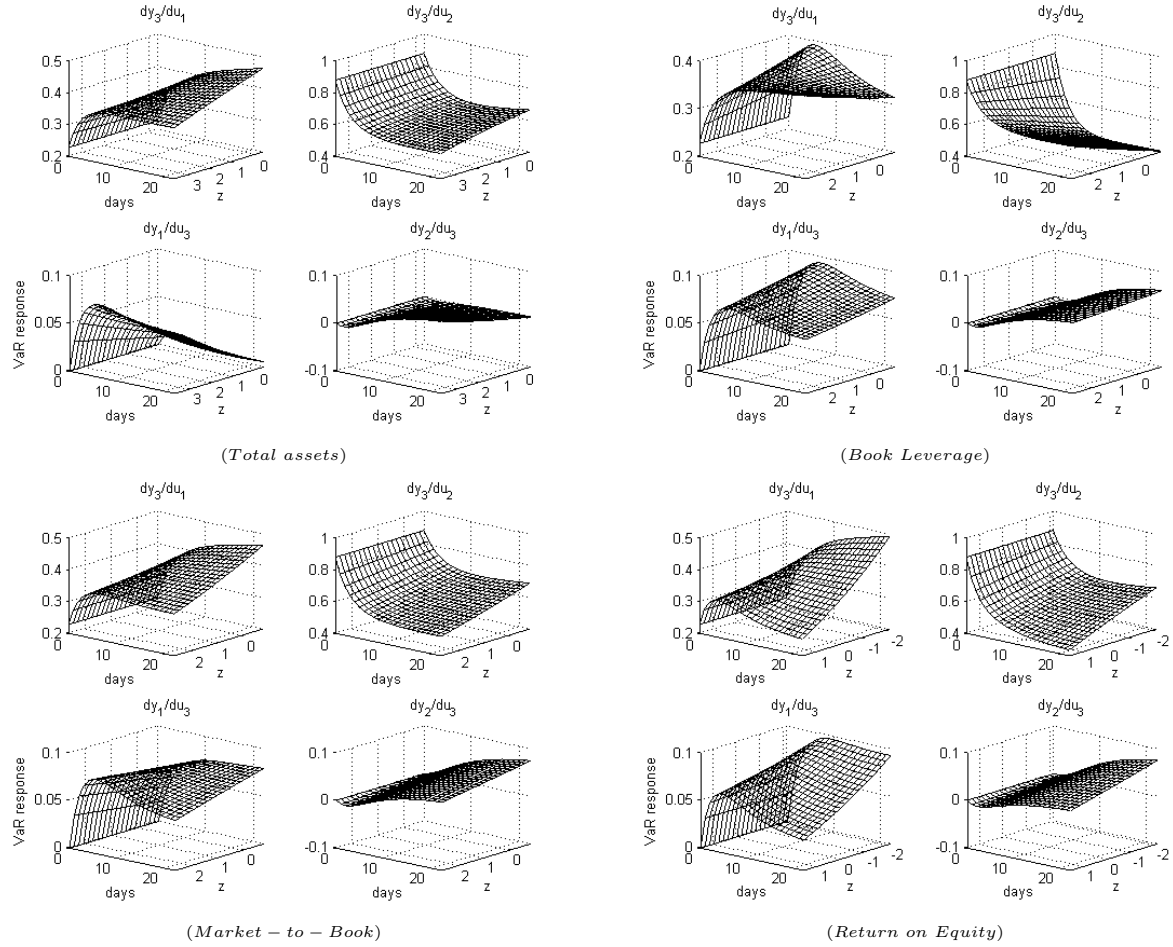 dy3/du1
0.5
0.4
0.3
0.2
0
10
20
days
3
2
1
0
z
dy3/du2
1
0.8
0.6
0.4
0
10
20
days
3
2
1
0
z
dy1/du3
VaR response
0.1
0.05
0
0
10
20
days
3
2
1
0
z
dy2/du3
0.1
0
-0.1
0
10
20
days
3
2
1
0
z
(Total assets)
dy3/du1
0.4
0.3
0.2
0
10
20
days
2
1
0
z
dy3/du2
1
0.8
0.6
0.4
0
10
20
days
2
1
0
z
dy1/du3
VaR response
0.1
0.05
0
0
10
20
days
2
1
0
z
dy2/du3
0.1
0
-0.1
0
10
20
days
2
1
0
z
(Book Leverage)
dy3/du1
0.5
0.4
0.3
0.2
0
10
20
days
2
1
0
z
dy3/du2
1
0.8
0.6
0.4
0
10
20
days
2
1
0
z
dy1/du3
VaR response
0.1
0.05
0
0
10
20
days
2
1
0
z
dy2/du3
0.1
0
-0.1
0
10
20
days
2
1
0
z
(Market – to – Book)
dy3/du1
0.5
0.4
0.3
0.2
0
10
20
days
1
0
-1
-2
z
dy3/du2
1
0.8
0.6
0.4
0
10
20
days
1
0
-1
-2
z
dy1/du3
VaR response
0.1
0.05
0
0
10
20
days
1
0
-1
-2
z
dy2/du3
0.1
0
-0.1
0
10
20
days
1
0
-1
-2
z
(Return on Equity)